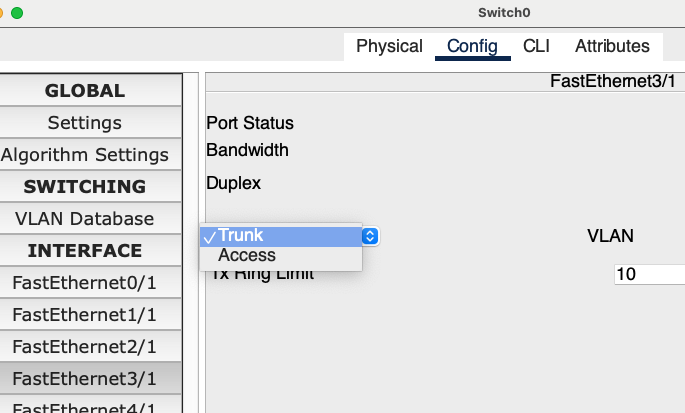 Switch0
Physical Config CLI Attributes
GLOBAL
Settings
Algorithm Settings
SWITCHING
VLAN Database
INTERFACE
FastEthernet0/1
FastEthernet1/1
FastEthernet2/1
FastEthernet3/1
FastEthernet4/1
FastEthernet3/1
Port Status
Bandwidth
Duplex
Trunk
Access
VLAN
Tx Ring Limit
10